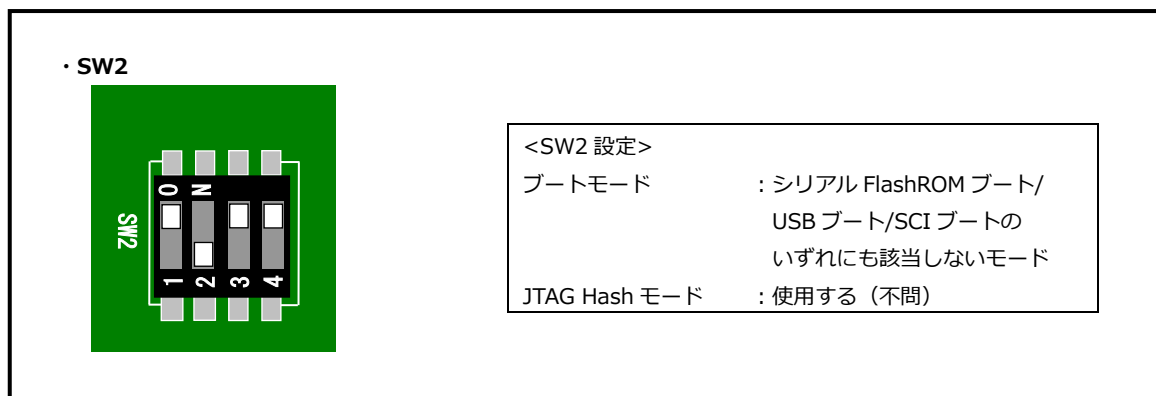 ・SW2
SW2
O N
1 2 3 4
<SW2 設定>
ブートモード ：シリアル FlashROM ブート/
USB ブート/SCI ブートの
いずれにも該当しないモード
JTAG Hash モード ：使用する（不問）